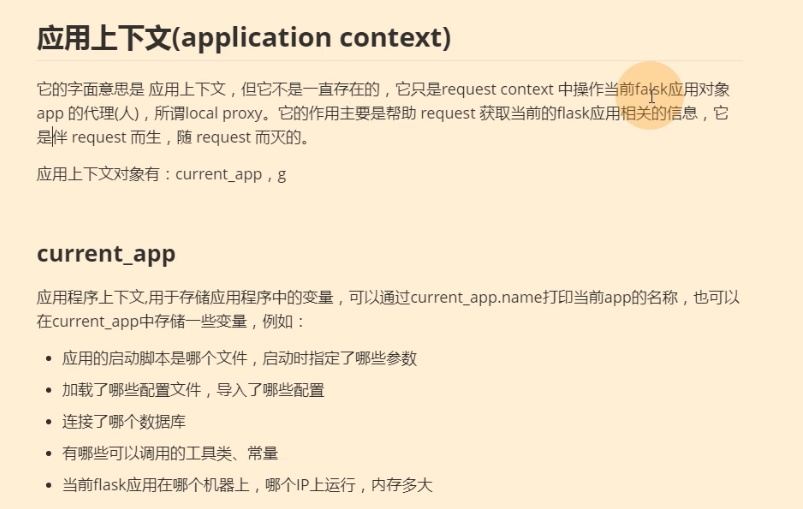 应用上下文(application context)
它的字面意思是 应用上下文，但它不是一直存在的，它只是request context 中操作当前falsk应用对象
app 的代理(人)，所谓local proxy。它的作用主要是帮助 request 获取当前的flask应用相关的信息，它
是伴 request 而生，随 request 而灭的。
应用上下文对象有：current_app，g
current_app
应用程序上下文,用于存储应用程序中的变量，可以通过current_app.name打印当前app的名称，也可以
在current_app中存储一些变量，例如：
• 应用的启动脚本是哪个文件，启动时指定了哪些参数
• 加载了哪些配置文件，导入了哪些配置
• 连接了哪个数据库
• 有哪些可以调用的工具类、常量
• 当前flask应用在哪个机器上，哪个IP上运行，内存多大